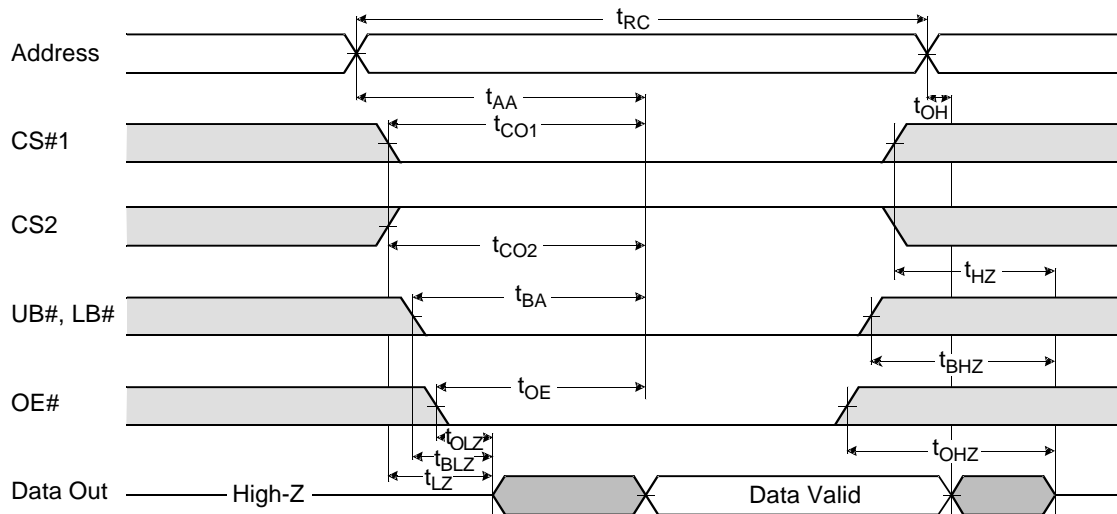 tRC
Address
tAA
tOH
tCO1
CS#1
CS2
tCO2
tHZ
tBA
UB#, LB#
tBHZ
tOE
OE#
tOLZ
tOHZ
tBLZ
tLZ
Data Out High-Z Data Valid